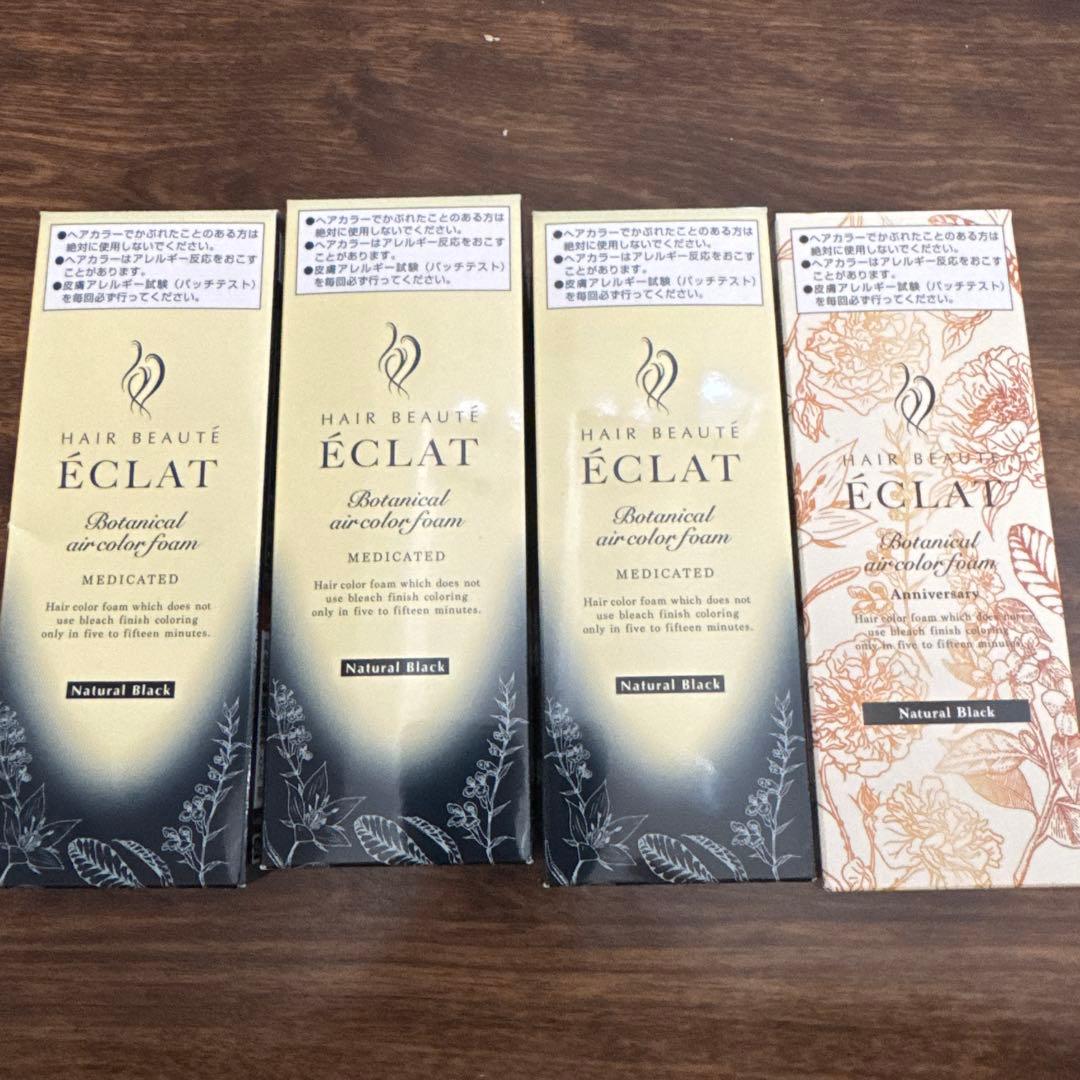 ●ヘアカラーでかぶれたことのある方は
絶対に使用しないでください。
●ヘアカラーはアレルギー反応をおこす
ことがあります。
●皮膚アレルギー試験（パッチテスト）
を毎回必ず行ってください。
HAIR BEAUTÉ
ÉCLAT
Botanical
air color foam
MEDICATED
Hair color foam which does not
use bleach finish coloring
only in five to fifteen minutes.
Natural Black
●ヘアカラーでかぶれたことのある方は
絶対に使用しないでください。
●ヘアカラーはアレルギー反応をおこす
ことがあります。
●皮膚アレルギー試験（パッチテスト）
を毎回必ず行ってください。
HAIR BEAUTÉ
ÉCLAT
Botanical
air color foam
MEDICATED
Hair color foam which does not
use bleach finish coloring
only in five to fifteen minutes.
Natural Black
●ヘアカラーでかぶれたことのある方は
絶対に使用しないでください。
●ヘアカラーはアレルギー反応をおこす
ことがあります。
●皮膚アレルギー試験（パッチテスト）
を毎回必ず行ってください。
HAIR BEAUTÉ
ÉCLAT
Botanical
air color foam
MEDICATED
Hair color foam which does not
use bleach finish coloring
only in five to fifteen minutes.
Natural Black
●ヘアカラーでかぶれたことのある方は
絶対に使用しないでください。
●ヘアカラーはアレルギー反応をおこす
ことがあります。
●皮膚アレルギー試験（パッチテスト）
を毎回必ず行ってください。
HAIR BEAUTÉ
ÉCLAT
Botanical
air color foam
Anniversary
Hair color foam which does not
use bleach finish coloring
only in five to fifteen minutes.
Natural Black